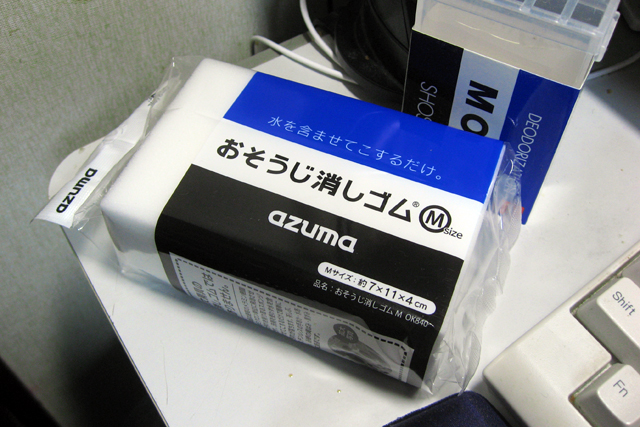 水を含ませてこするだけ。
おそうじ消しゴム® M size
azuma
Mサイズ:約7×11×4cm
品名:おそうじ消しゴムM OK840
azuma
MO
DEODORIZA
Shift
Fn